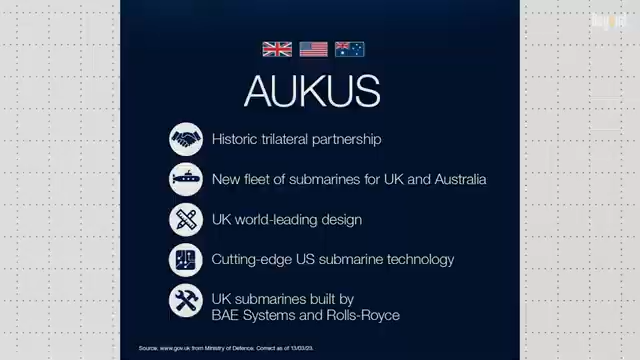 AUKUS
Historic trilateral partnership
New fleet of submarines for UK and Australia
UK world-leading design
Cutting-edge US submarine technology
UK submarines built by
BAE Systems and Rolls-Royce
Source: www.gov.uk from Ministry of Defence. Correct as of 13/03/23.